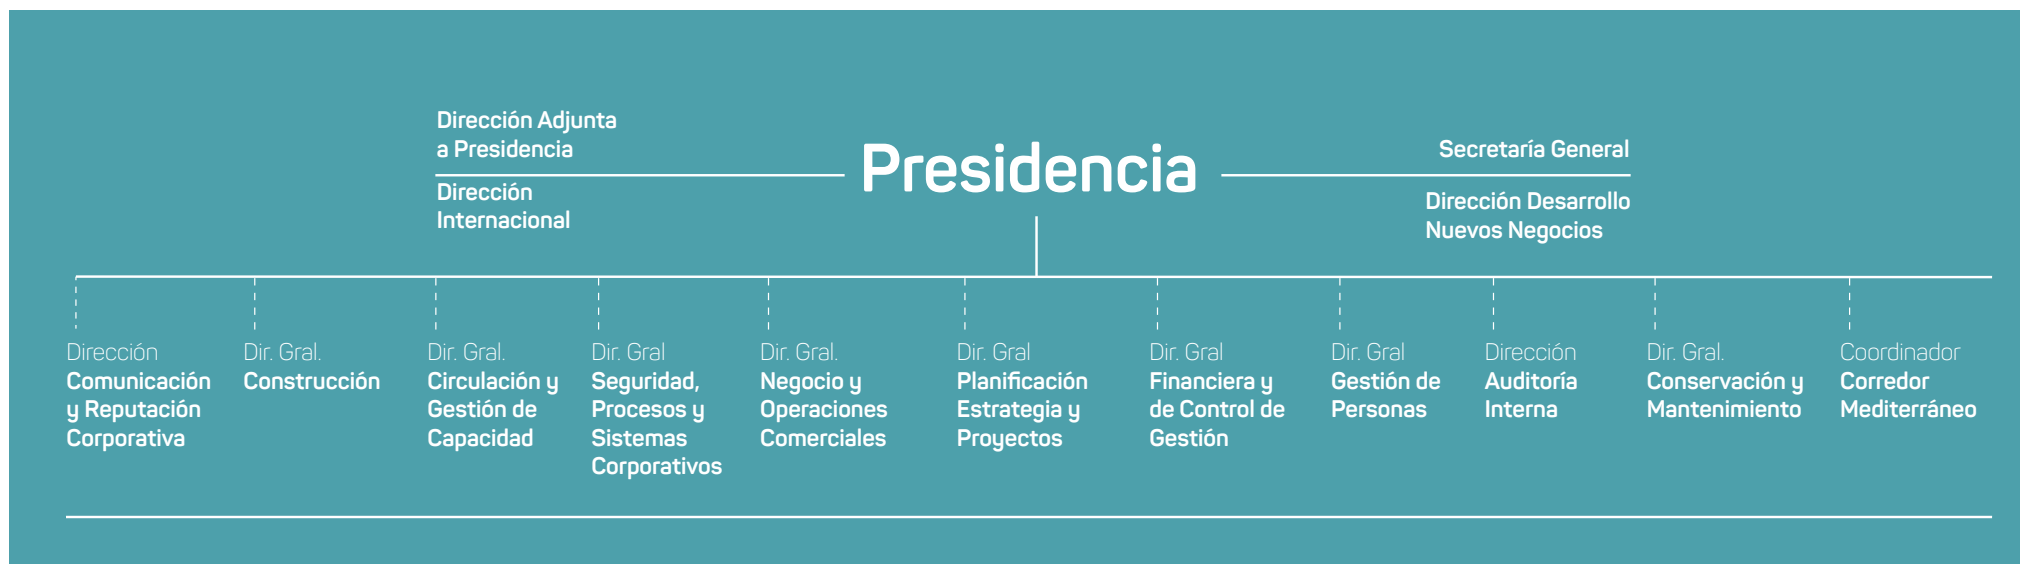 Dirección Adjunta
a Presidencia
Dirección
Internacional
Presidencia
Secretaría General
Dirección Desarrollo
Nuevos Negocios
Dirección
Comunicación
y Reputación
Corporativa
Dir. Gral.
Construcción
Dir. Gral.
Circulación y
Gestión de
Capacidad
Dir. Gral
Seguridad,
Procesos y
Sistemas
Corporativos
Dir. Gral.
Negocio y
Operaciones
Comerciales
Dir. Gral
Planificación
Estrategia y
Proyectos
Dir. Gral
Financiera y
de Control de
Gestión
Dir. Gral
Gestión de
Personas
Dirección
Auditoría
Interna
Dir. Gral.
Conservación y
Mantenimiento
Coordinador
Corredor
Mediterráneo